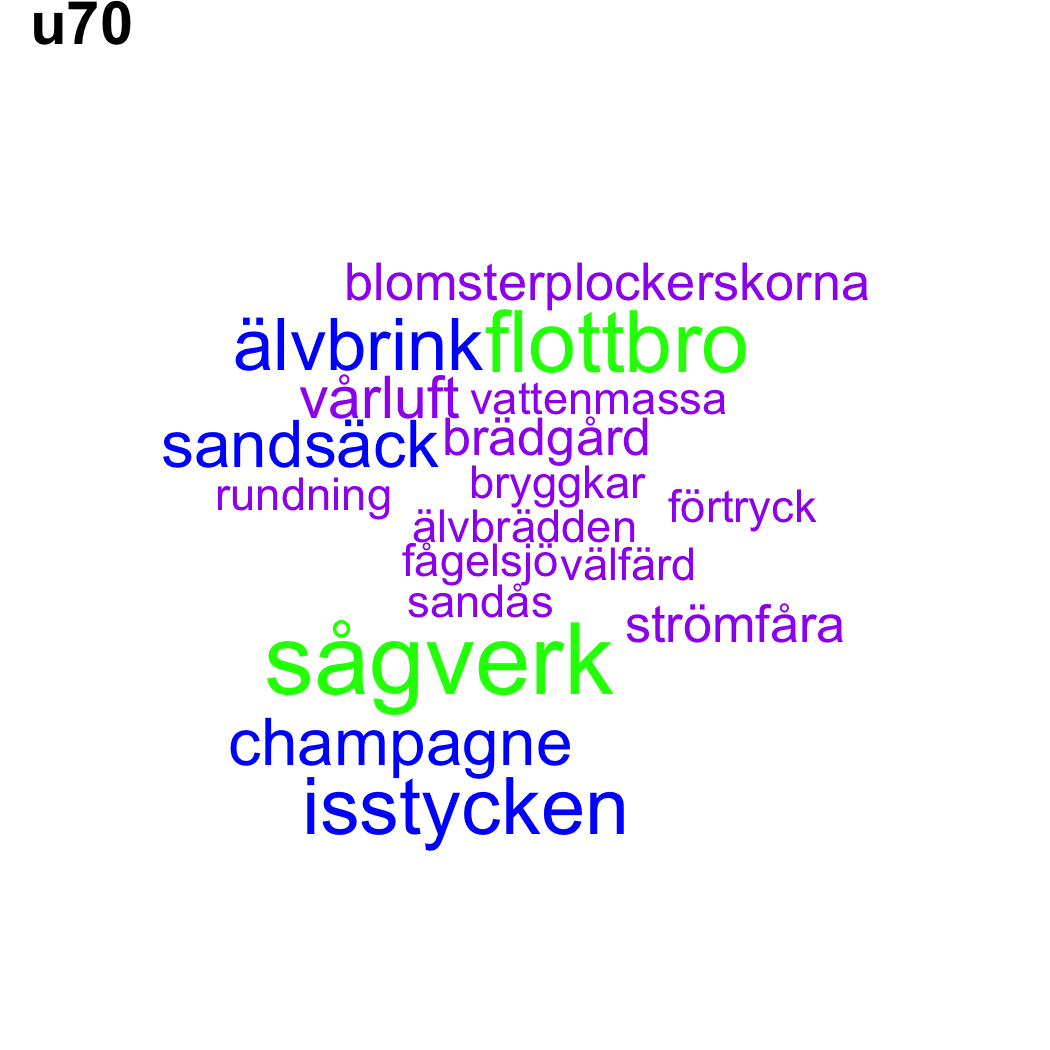 u70
blomsterplockerskorna
älvbrink flottbro
vårluft vattenmassa
sandsäck brädgård
rundning bryggkar förtryck
älvbrädden
fågelsjö välfärd
sandås strömfåra
sågverk
champagne
isstycken